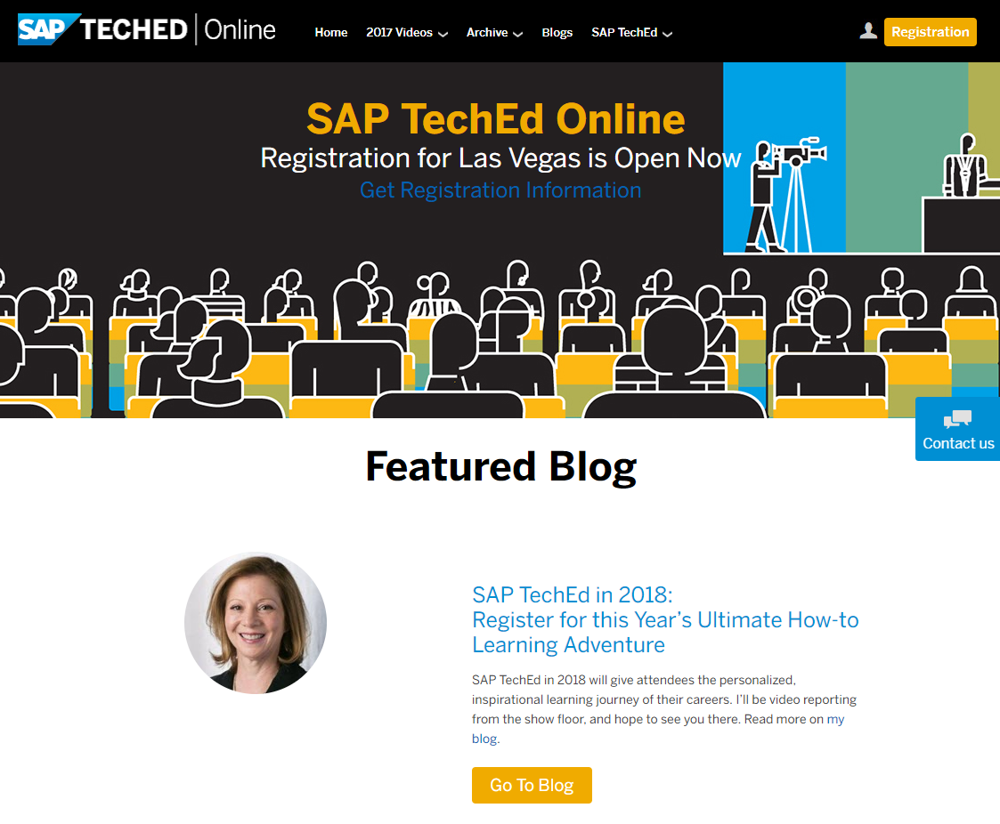 SAP TECHED Online
Home 2017 Videos Archive Blogs SAP TechEd Registration
SAP TechEd Online
Registration for Las Vegas is Open Now
Get Registration Information
Contact us
Featured Blog
SAP TechEd in 2018:
Register for this Year’s Ultimate How-to
Learning Adventure
SAP TechEd in 2018 will give attendees the personalized,
inspirational learning journey of their careers. I’ll be video reporting
from the show floor, and hope to see you there. Read more on my
blog.
Go To Blog